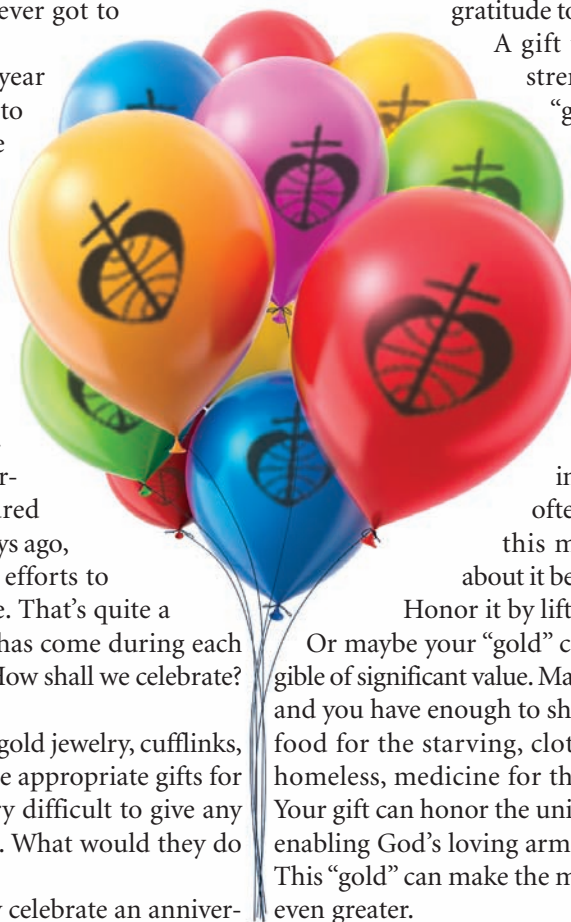 ever got to
year
to
e
r-
ured
ys ago,
efforts to
e. That's quite a
has come during each
How shall we celebrate?
gold jewelry, cufflinks,
e appropriate gifts for
ry difficult to give any
. What would they do
y celebrate an anniver-
gratitude to
A gift
stren
“g
in
ofte
this m
about it be
Honor it by lift
Or maybe your “gold” c
gible of significant value. Ma
and you have enough to sh
food for the starving, clot
homeless, medicine for th
Your gift can honor the uni
enabling God’s loving arm
This “gold” can make the m
even greater.